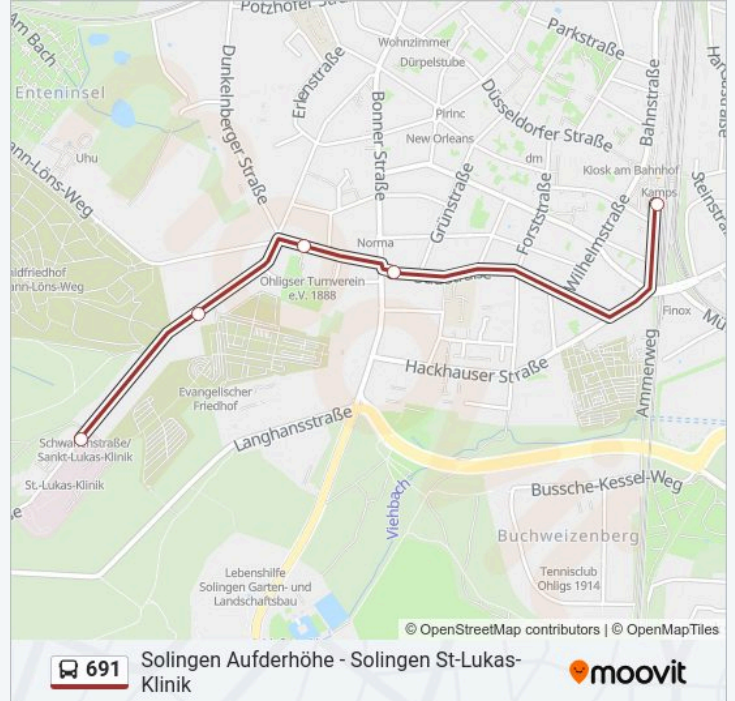 Am Bach
Dunkelnberger Straße
Erlenstraße
Wohnzimmer
Dürpelstube
Parkstraße
Enteninsel
Bonner Straße
Pirinc
New Orleans
Düsseldorfer Straße
Bahnstraße
Uhu
dm
Kiosk am Bahnhof
Kamps
Grünstraße
Forststraße
Wilhelmstraße
Norma
Ohligser Turnverein
e.V. 1888
Finox
Hackhauser Straße
Ammerweg
Evangelischer
Friedhof
Langhansstraße
Sankt-Lukas-Klinik
St.-Lukas-Klinik
Viehbach
Bussche-Kessel-Weg
Buchweizenberg
Lebenshilfe
Solingen Garten- und
Landschaftsbau
Tennisclub
Ohligs 1914
© OpenStreetMap contributors | © OpenMapTiles
691
Solingen Aufderhöhe - Solingen St-Lukas-
Klinik
moovit